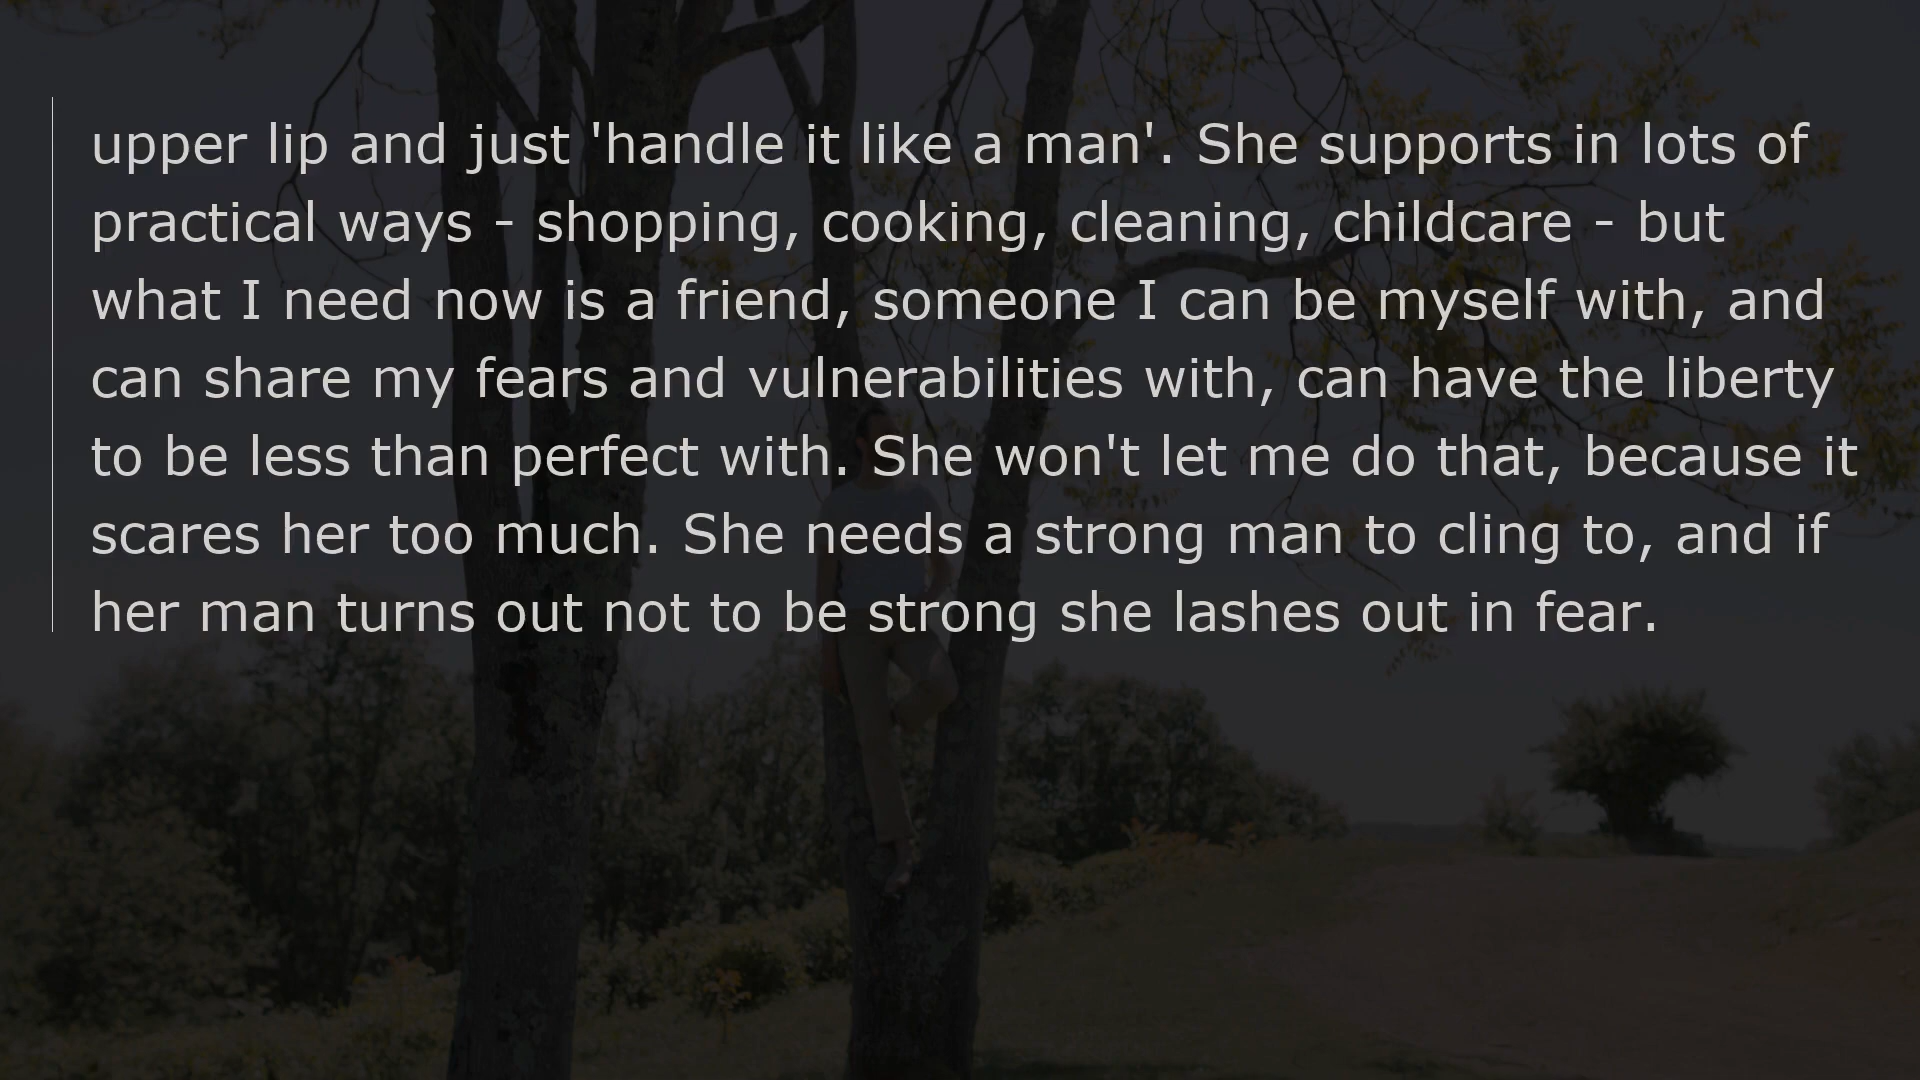 upper lip and just 'handle it like a man'. She supports in lots of
practical ways - shopping, cooking, cleaning, childcare - but
what I need now is a friend, someone I can be myself with, and
can share my fears and vulnerabilities with, can have the liberty
to be less than perfect with. She won't let me do that, because it
scares her too much. She needs a strong man to cling to, and if
her man turns out not to be strong she lashes out in fear.